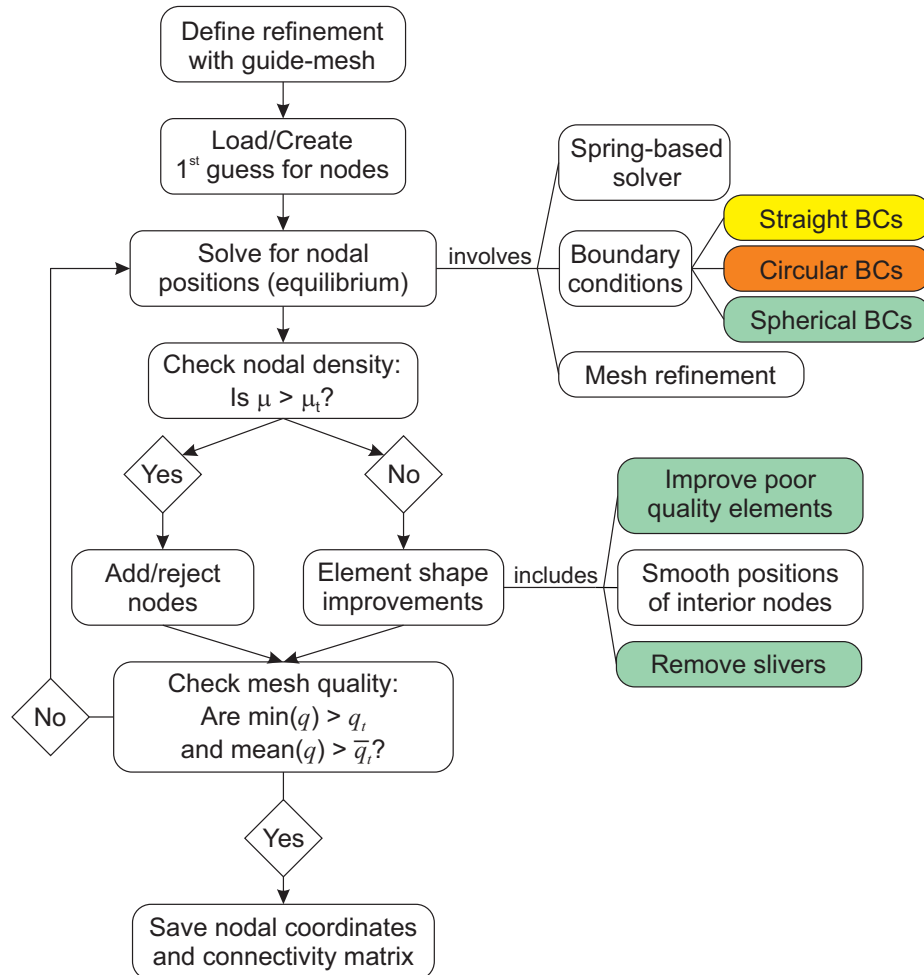 Define refinement
with guide-mesh
Load/Create
1st guess for nodes
Solve for nodal
positions (equilibrium)
involves
Spring-based
solver
Boundary
conditions
Straight BCs
Circular BCs
Spherical BCs
Mesh refinement
Check nodal density:
Is μ > μt?
Yes
No
Add/reject
nodes
Element shape
improvements
includes
Improve poor
quality elements
Smooth positions
of interior nodes
Remove slivers
Check mesh quality:
Are min(q) > qt
and mean(q) > q̅t?
No
Yes
Save nodal coordinates
and connectivity matrix